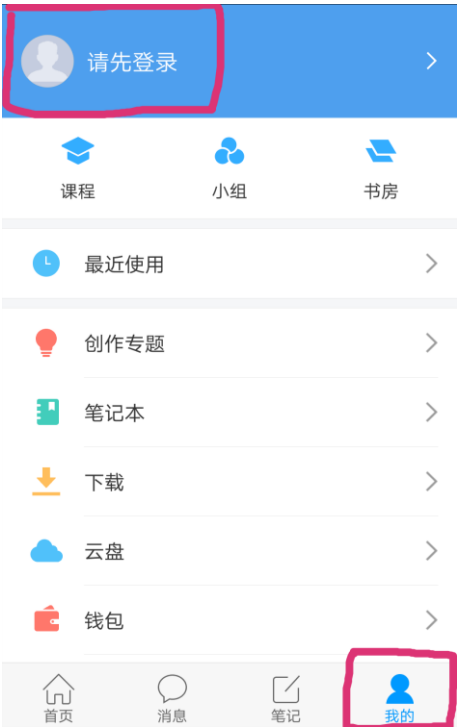 请先登录
课程 小组 书房
最近使用
创作专题
笔记本
下载
云盘
钱包
首页 消息 笔记 我的